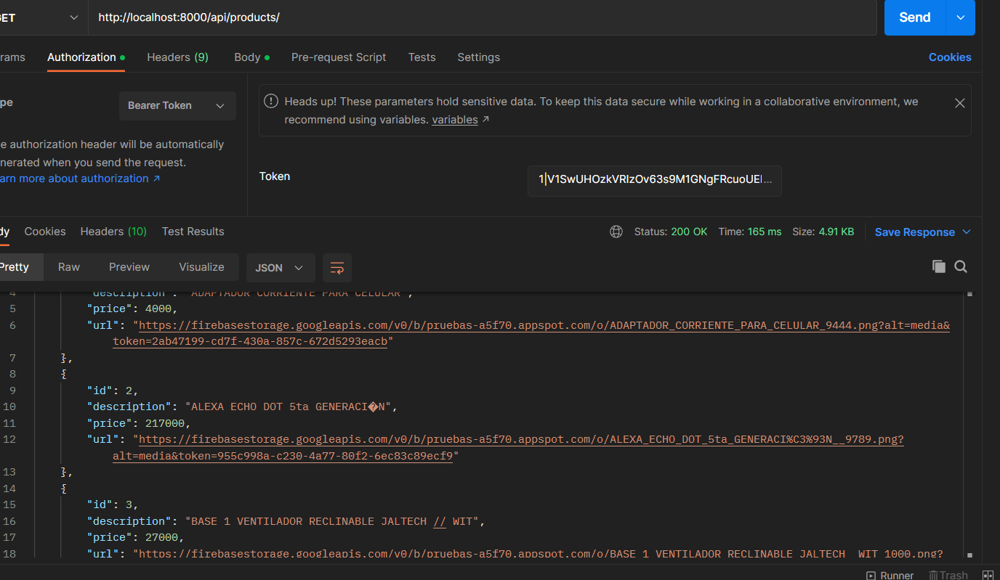 GET http://localhost:8000/api/products/ Send
rams Authorization Headers (9) Body Pre-request Script Tests Settings Cookies
pe Bearer Token
Heads up! These parameters hold sensitive data. To keep this data secure while working in a collaborative environment, we
recommend using variables. variables ↗
e authorization header will be automatically
nerated when you send the request.
arn more about authorization ↗
Token 1|V1SwUHOzkVRIzOv63s9M1GNgFRcuoUE...
dy Cookies Headers (10) Test Results Status: 200 OK Time: 165 ms Size: 4.91 KB Save Response
Pretty Raw Preview Visualize JSON
4 "description": "ADAPTADOR CORRIENTE PARA CELULAR",
5 "price": 4000,
6 "url": "https://firebasestorage.googleapis.com/v0/b/pruebas-a5f70.appspot.com/o/ADAPTADOR_CORRIENTE_PARA_CELULAR_9444.png?alt=media&
token=2ab47199-cd7f-430a-857c-672d5293eacb"
7 },
8 {
9 "id": 2,
10 "description": "ALEXA ECHO DOT 5ta GENERACI�N",
11 "price": 217000,
12 "url": "https://firebasestorage.googleapis.com/v0/b/pruebas-a5f70.appspot.com/o/ALEXA_ECHO_DOT_5ta_GENERACI%C3%93N__9789.png?
alt=media&token=955c998a-c230-4a77-80f2-6ec83c89ecf9"
13 },
14 {
15 "id": 3,
16 "description": "BASE 1 VENTILADOR RECLINABLE JALTECH // WIT",
17 "price": 27000,
18 "url": "https://firebasestorage.googleapis.com/v0/b/pruebas-a5f70.appspot.com/o/BASE_1_VENTILADOR_RECLINABLE_JALTECH__WIT_1000.png?
Runner Trash